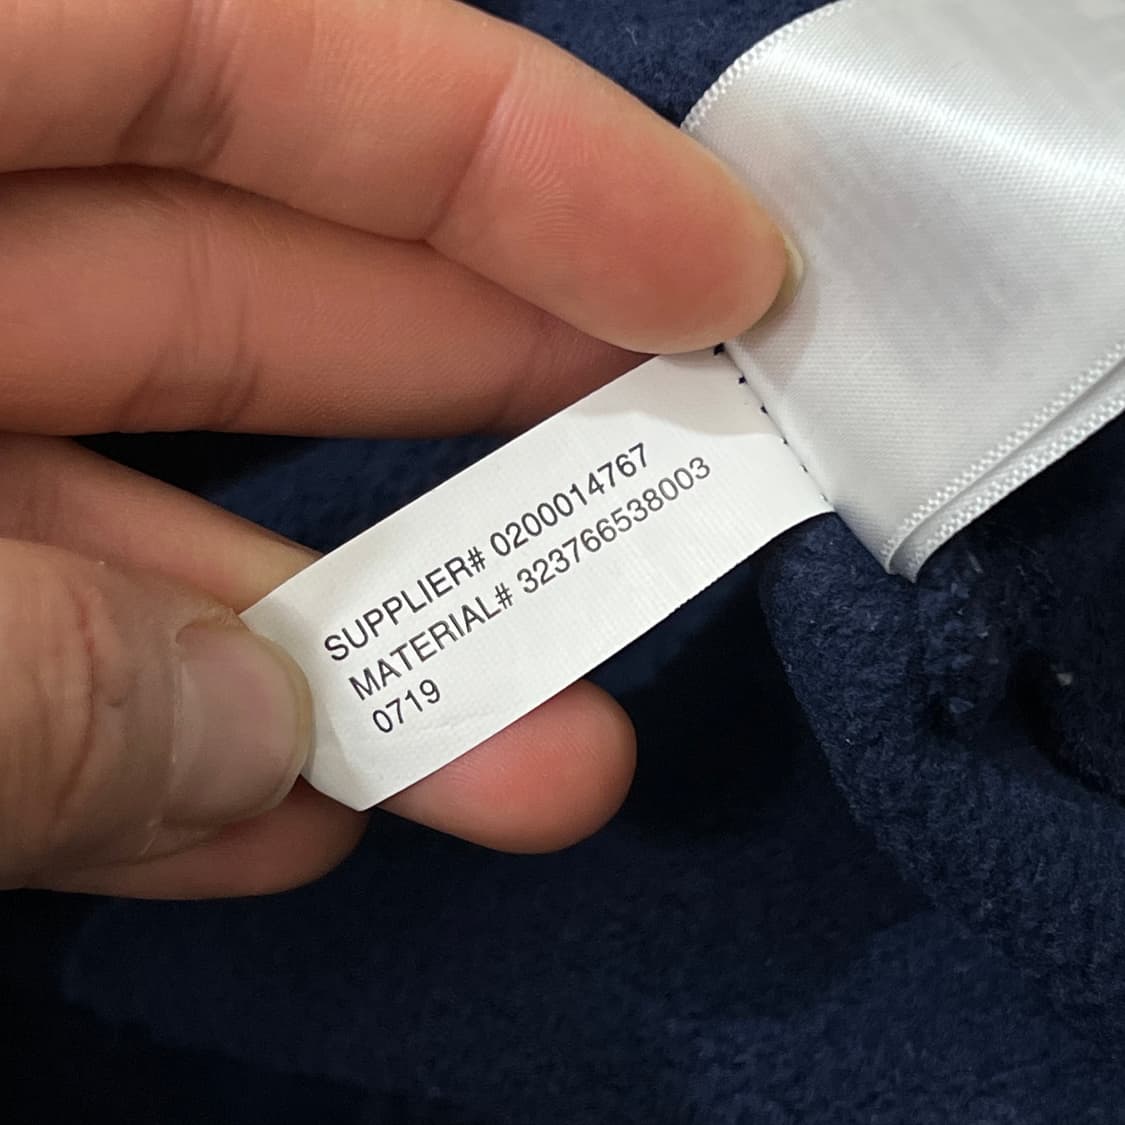 SUPPLIER# 0200014767
MATERIAL# 323766538003
0719